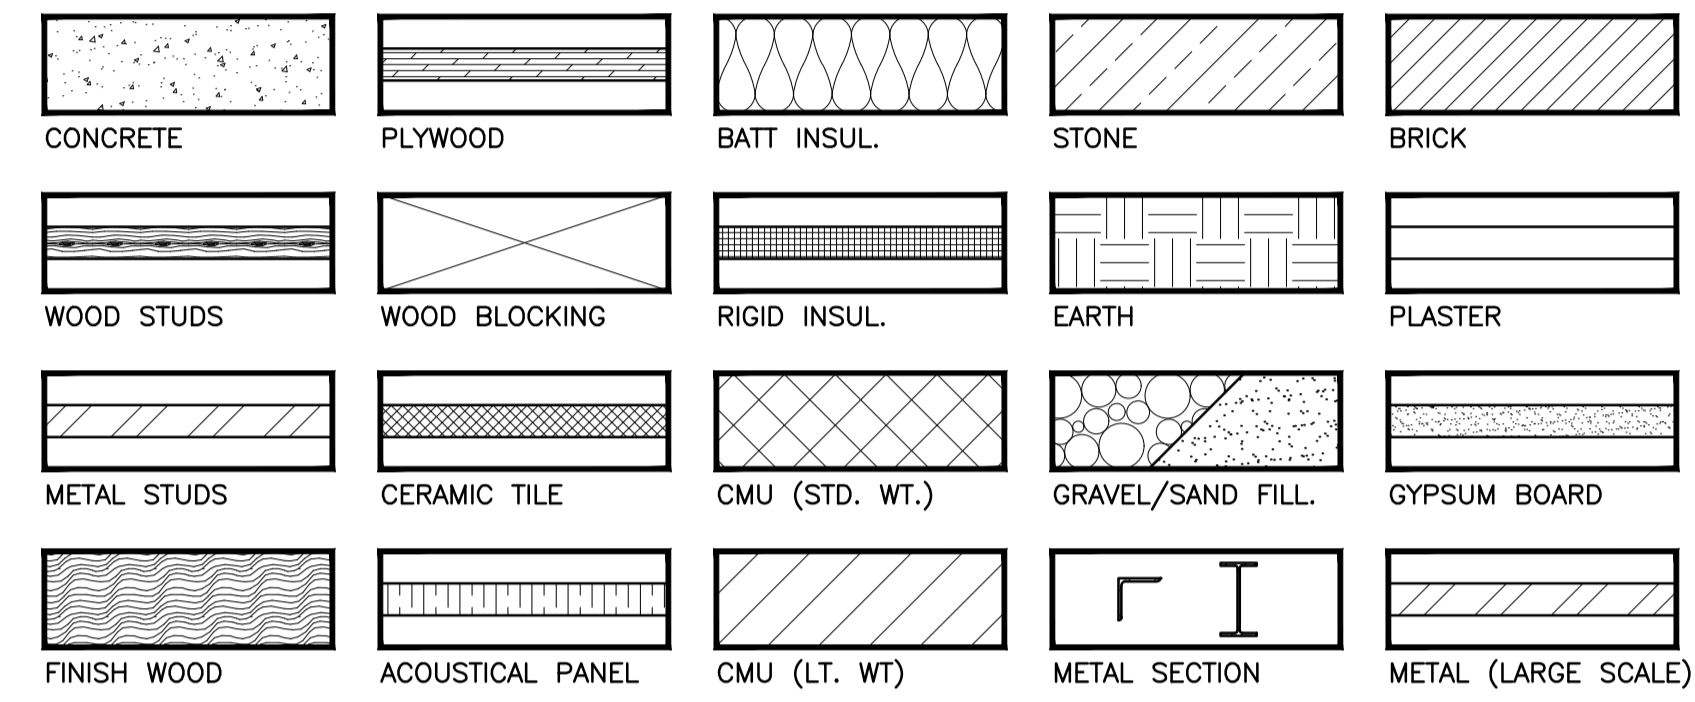 CONCRETE
PLYWOOD
BATT INSUL.
STONE
BRICK
WOOD STUDS
WOOD BLOCKING
RIGID INSUL.
EARTH
PLASTER
METAL STUDS
CERAMIC TILE
CMU (STD. WT.)
GRAVEL/SAND FILL.
GYPSUM BOARD
FINISH WOOD
ACOUSTICAL PANEL
CMU (LT. WT)
METAL SECTION
METAL (LARGE SCALE)